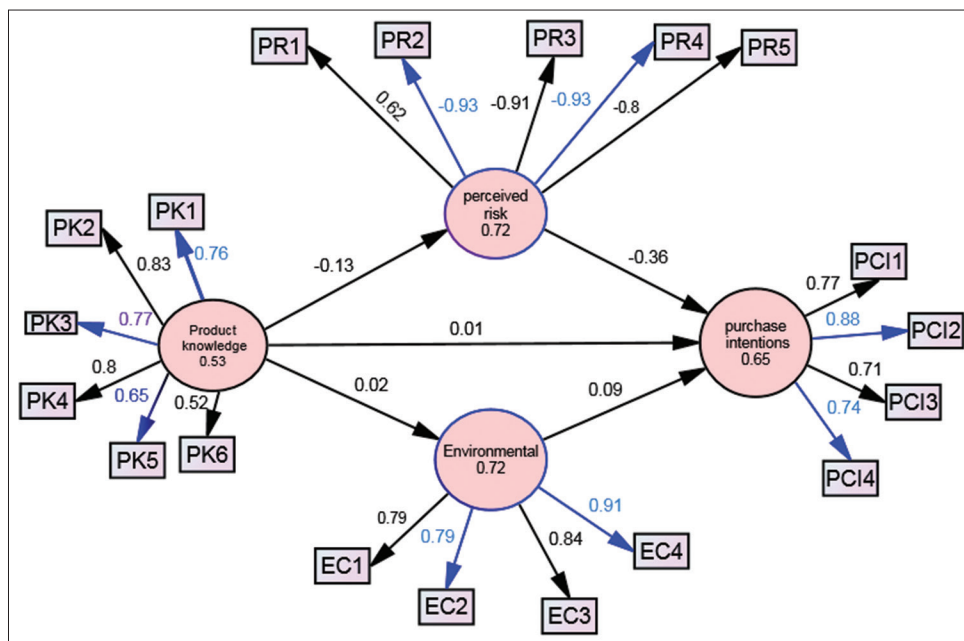 PR1
PR2
PR3
PR4
PR5
0.62
-0.93
-0.91
-0.93
-0.8
perceived
risk
0.72
PK1
PK2
PK3
PK4
PK5
PK6
0.76
0.83
0.77
0.8
0.65
0.52
Product
knowledge
0.53
-0.13
-0.36
0.01
0.02
0.09
purchase
intentions
0.65
PCI1
PCI2
PCI3
PCI4
0.77
0.88
0.71
0.74
Environmental
0.72
0.79
0.79
0.84
0.91
EC1
EC2
EC3
EC4